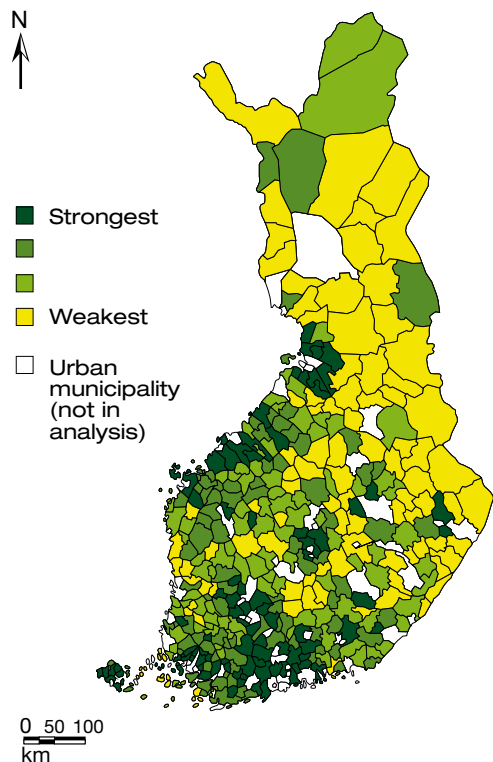 N
Strongest
Weakest
Urban
municipality
(not in
analysis)
0 50 100
km